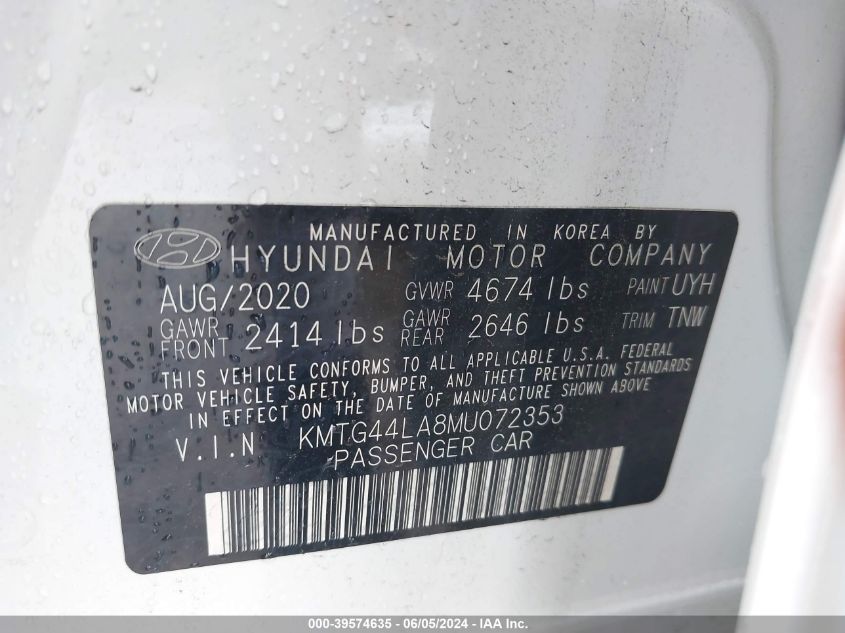 MANUFACTURED IN KOREA BY
HYUNDAI MOTOR COMPANY
AUG/2020 GVWR 4674 lbs PAINT UYH
GAWR FRONT 2414 lbs GAWR REAR 2646 lbs TRIM TNW
THIS VEHICLE CONFORMS TO ALL APPLICABLE U.S.A. FEDERAL
MOTOR VEHICLE SAFETY, BUMPER, AND THEFT PREVENTION STANDARDS
IN EFFECT ON THE DATE OF MANUFACTURE SHOWN ABOVE
V.I.N KMTG44LA8MU072353
PASSENGER CAR
000-39574635 - 06/05/2024 - IAA Inc.